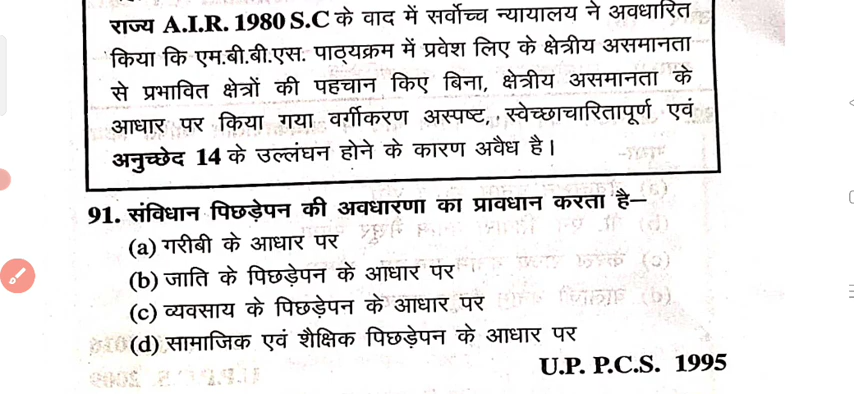 राज्य A.I.R. 1980 S.C के वाद में सर्वोच्च न्यायालय ने अवधारित
किया कि एम.बी.बी.एस. पाठ्यक्रम में प्रवेश लिए के क्षेत्रीय असमानता
से प्रभावित क्षेत्रों की पहचान किए बिना, क्षेत्रीय असमानता के
आधार पर किया गया वर्गीकरण अस्पष्ट, स्वेच्छाचारितापूर्ण एवं
अनुच्छेद 14 के उल्लंघन होने के कारण अवैध है।
91. संविधान पिछड़ेपन की अवधारणा का प्रावधान करता है–
(a) गरीबी के आधार पर
(b) जाति के पिछड़ेपन के आधार पर
(c) व्यवसाय के पिछड़ेपन के आधार पर
(d) सामाजिक एवं शैक्षिक पिछड़ेपन के आधार पर
U.P. P.C.S. 1995